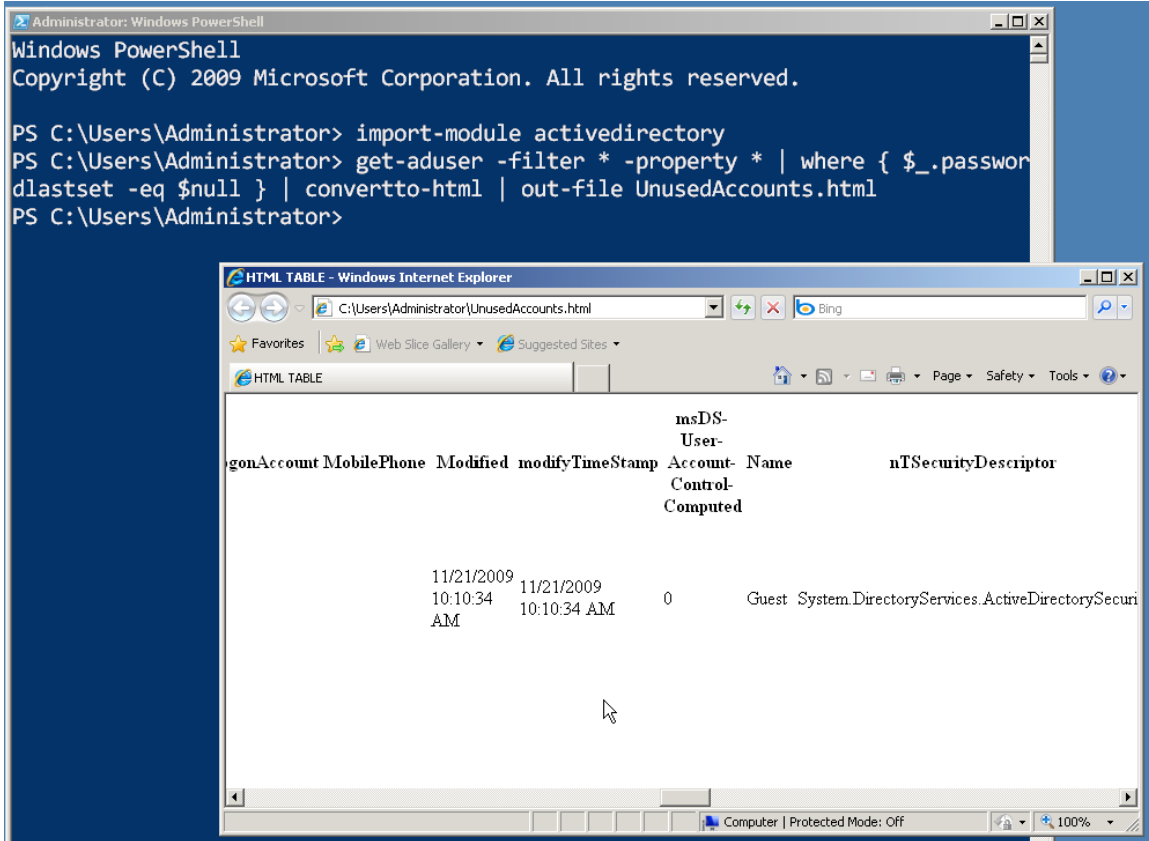 Administrator: Windows PowerShell
Windows PowerShell
Copyright (C) 2009 Microsoft Corporation. All rights reserved.
PS C:\Users\Administrator> import-module activedirectory
PS C:\Users\Administrator> get-aduser -filter * -property * | where { $_.passwor
dlastset -eq $null } | convertto-html | out-file UnusedAccounts.html
PS C:\Users\Administrator>
HTML TABLE - Windows Internet Explorer
C:\Users\Administrator\UnusedAccounts.html
Bing
Favorites Web Slice Gallery Suggested Sites
HTML TABLE
Page Safety Tools
gonAccount MobilePhone Modified modifyTimeStamp msDS-
User-
Account-
Control-
Computed Name nTSecurityDescriptor
11/21/2009
10:10:34
AM
11/21/2009
10:10:34 AM
0 Guest System.DirectoryServices.ActiveDirectorySecuri
Computer | Protected Mode: Off 100%